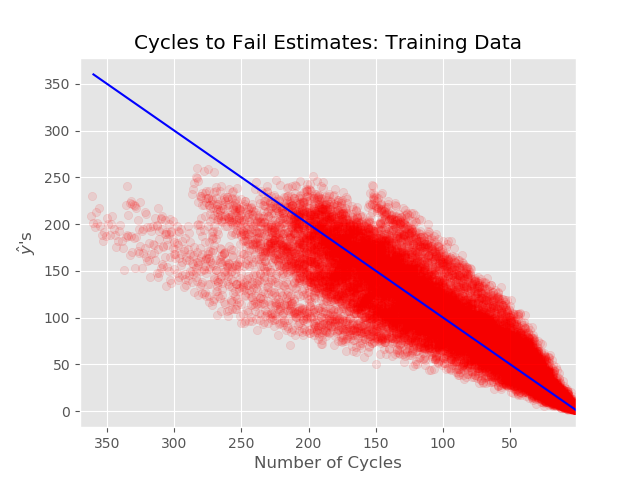 Cycles to Fail Estimates: Training Data
350
300
250
200
150
100
50
0
ŷ's
350 300 250 200 150 100 50
Number of Cycles